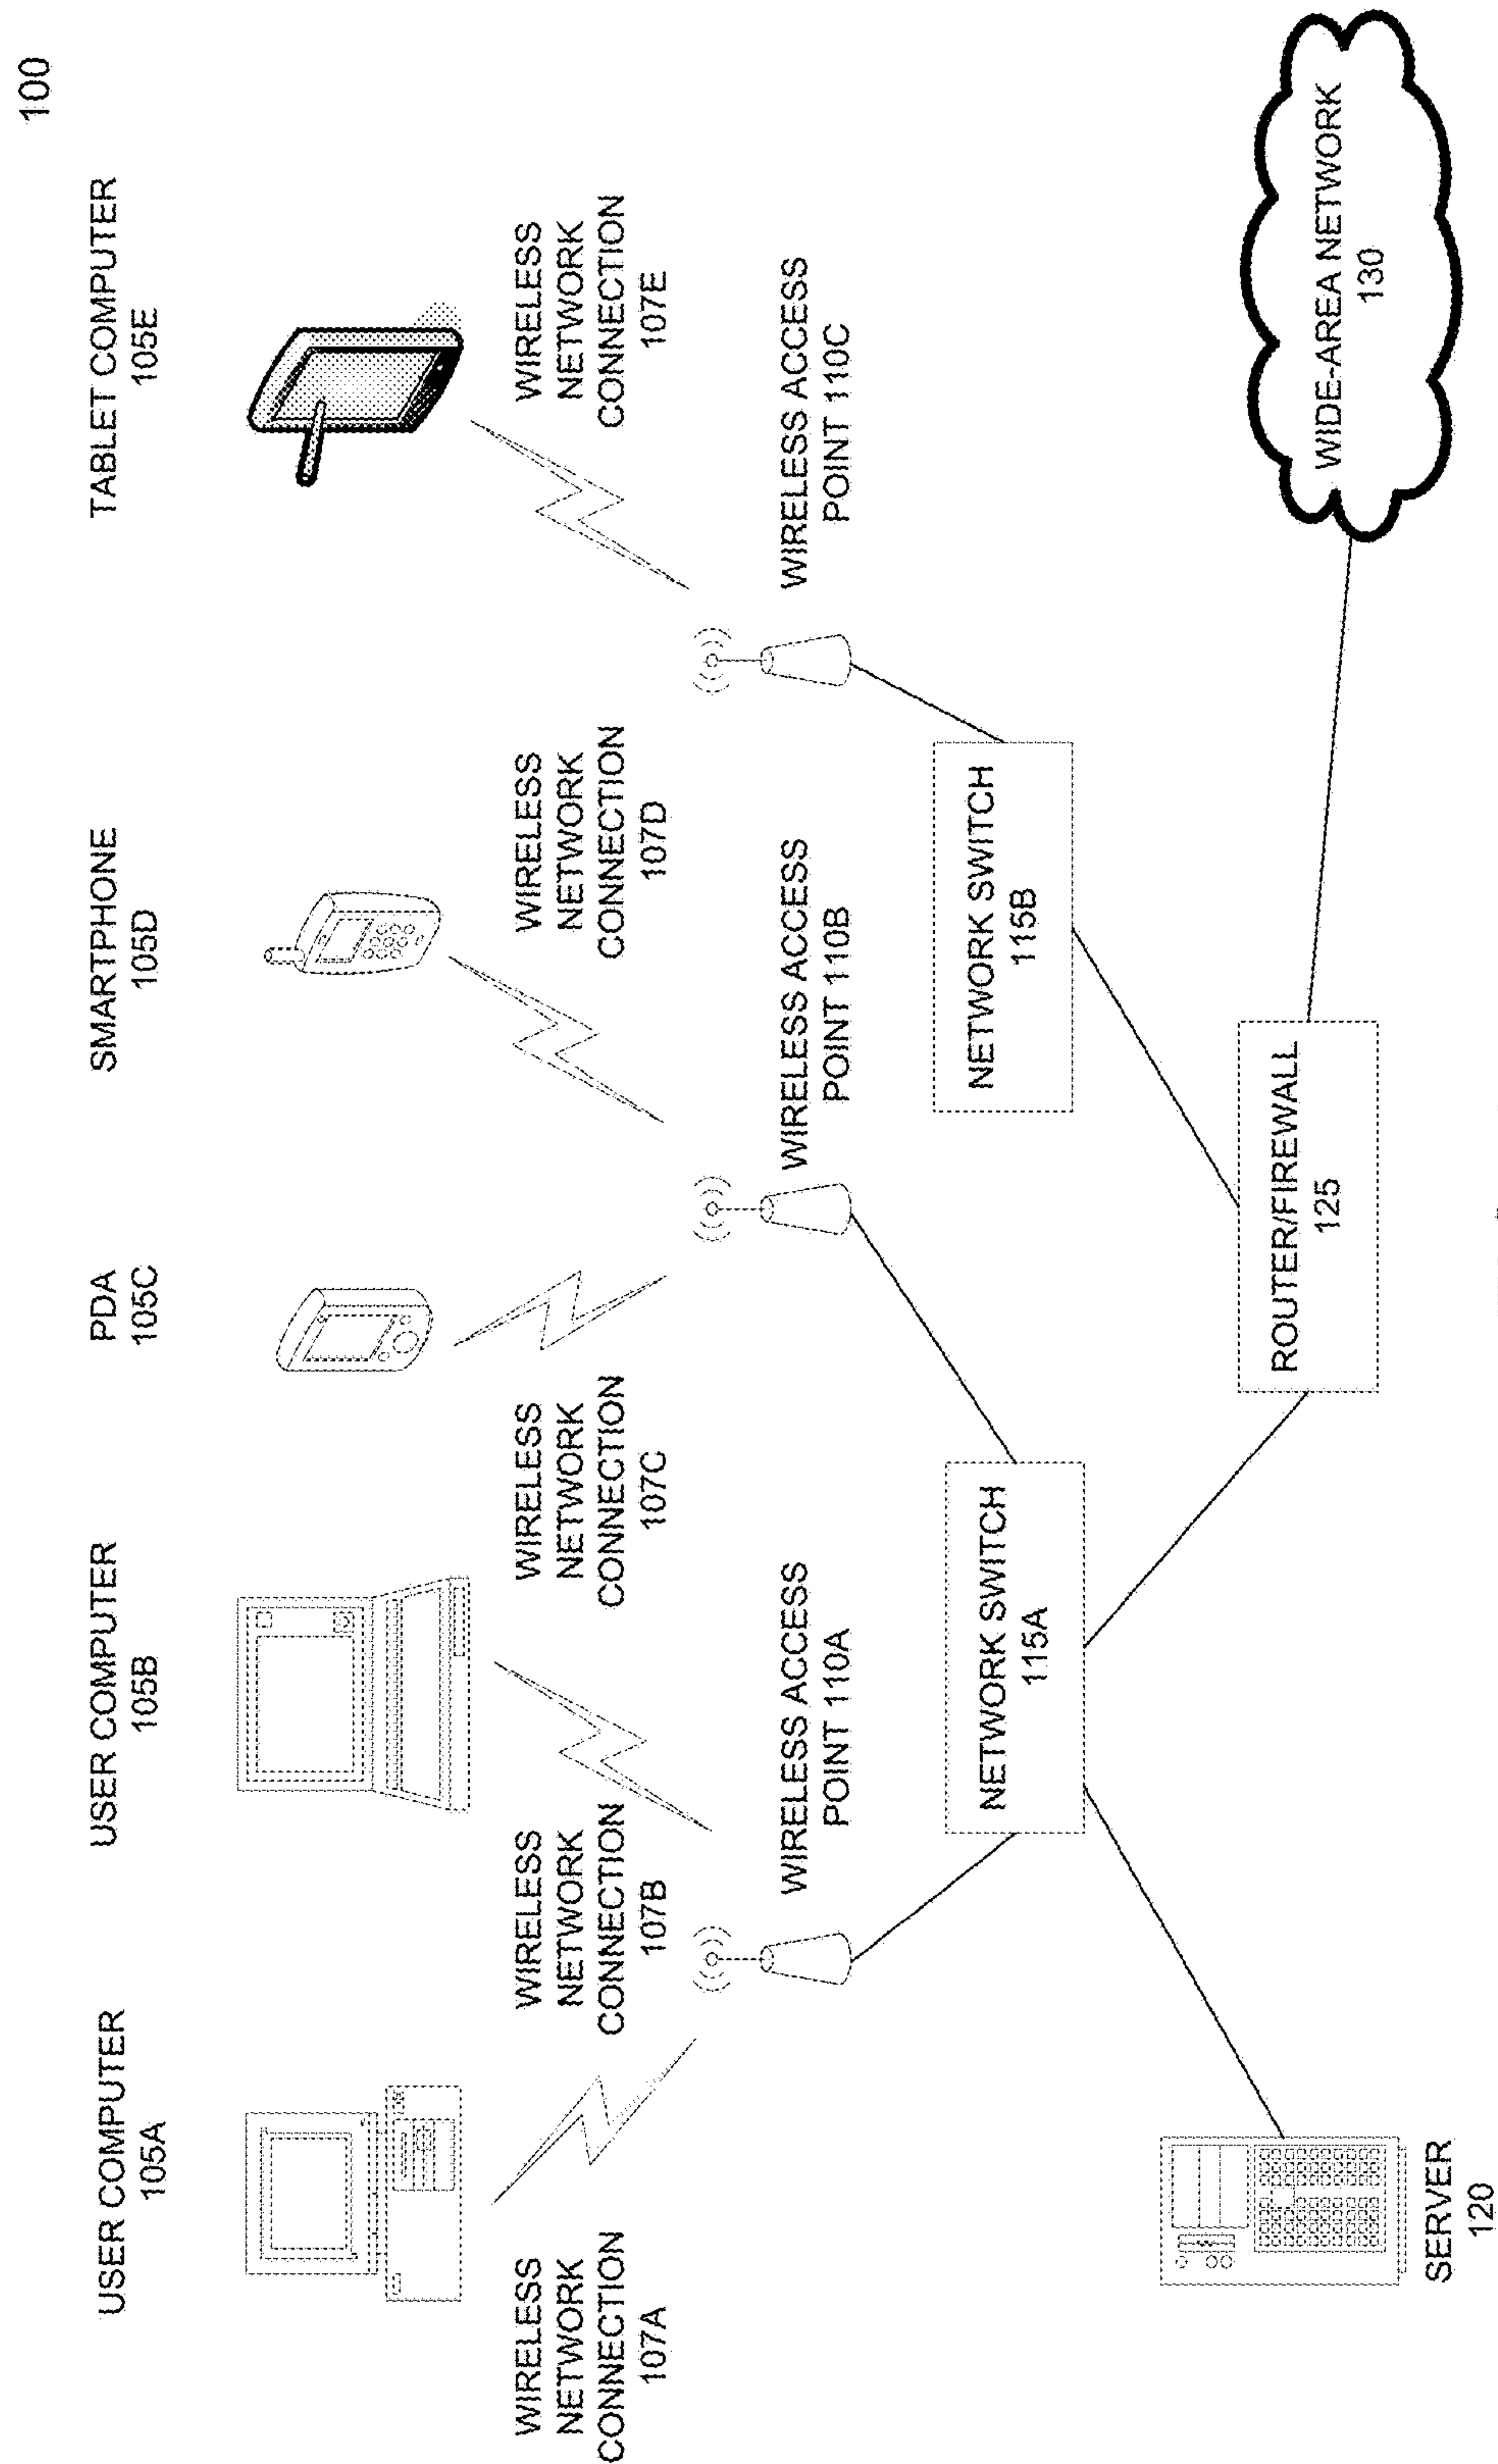 100
USER COMPUTER
105A
USER COMPUTER
105B
PDA
105C
SMARTPHONE
105D
TABLET COMPUTER
105E
WIRELESS
NETWORK
CONNECTION
107A
WIRELESS
NETWORK
CONNECTION
107B
WIRELESS
NETWORK
CONNECTION
107C
WIRELESS
NETWORK
CONNECTION
107D
WIRELESS
NETWORK
CONNECTION
107E
WIRELESS ACCESS
POINT 110A
WIRELESS ACCESS
POINT 110B
WIRELESS ACCESS
POINT 110C
NETWORK SWITCH
115A
NETWORK SWITCH
115B
SERVER
120
ROUTER/FIREWALL
125
WIDE-AREA NETWORK
130